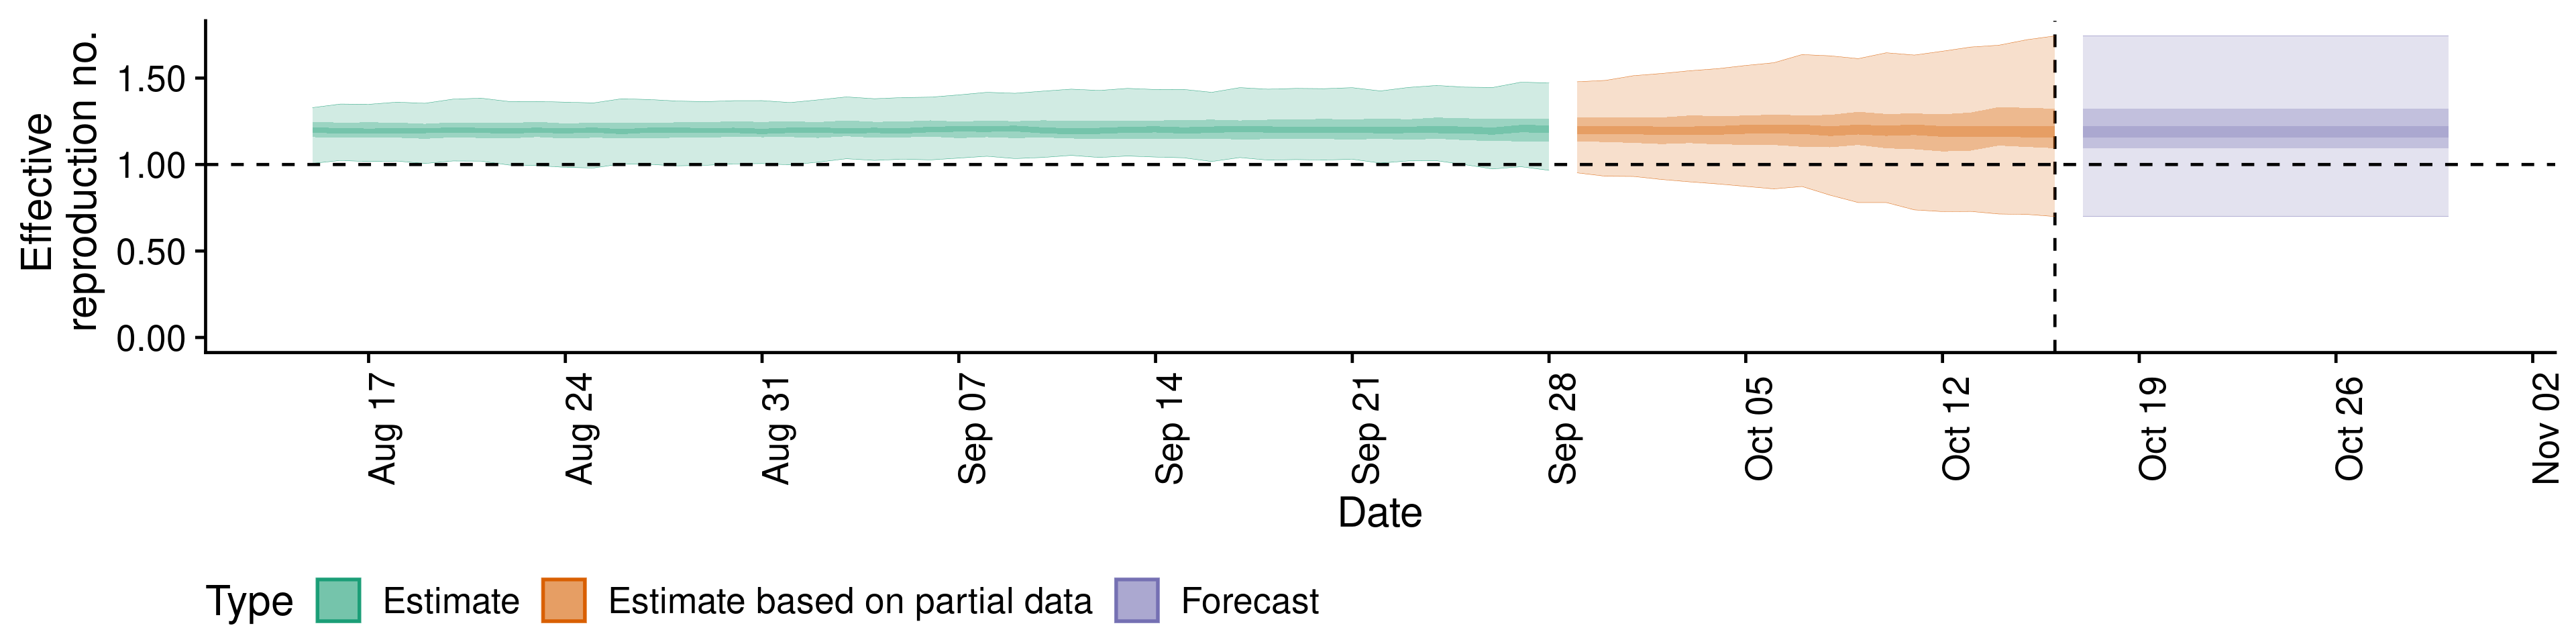 Effective
reproduction no.
1.50
1.00
0.50
0.00
Aug 17
Aug 24
Aug 31
Sep 07
Sep 14
Sep 21
Sep 28
Oct 05
Oct 12
Oct 19
Oct 26
Nov 02
Date
Type
Estimate
Estimate based on partial data
Forecast